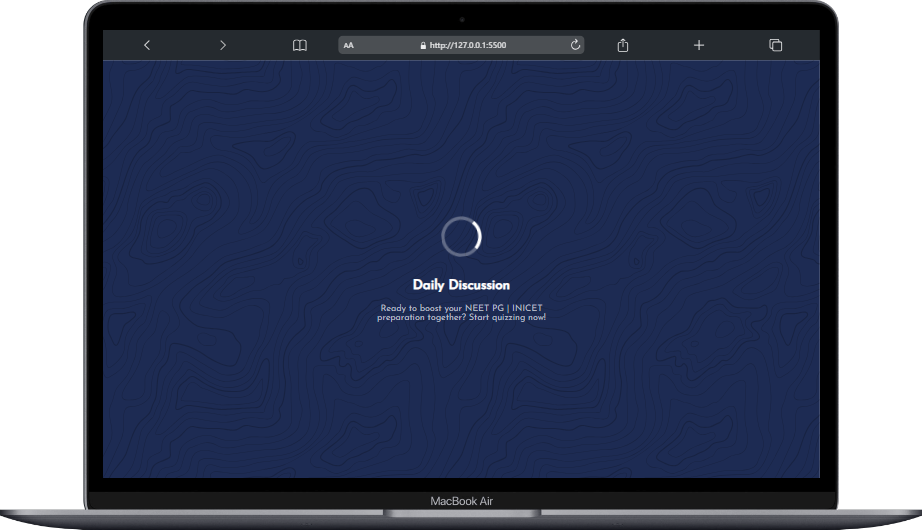 AA
http://127.0.0.1:5500
Daily Discussion
Ready to boost your NEET PG | INICET
preparation together? Start quizzing now!
MacBook Air